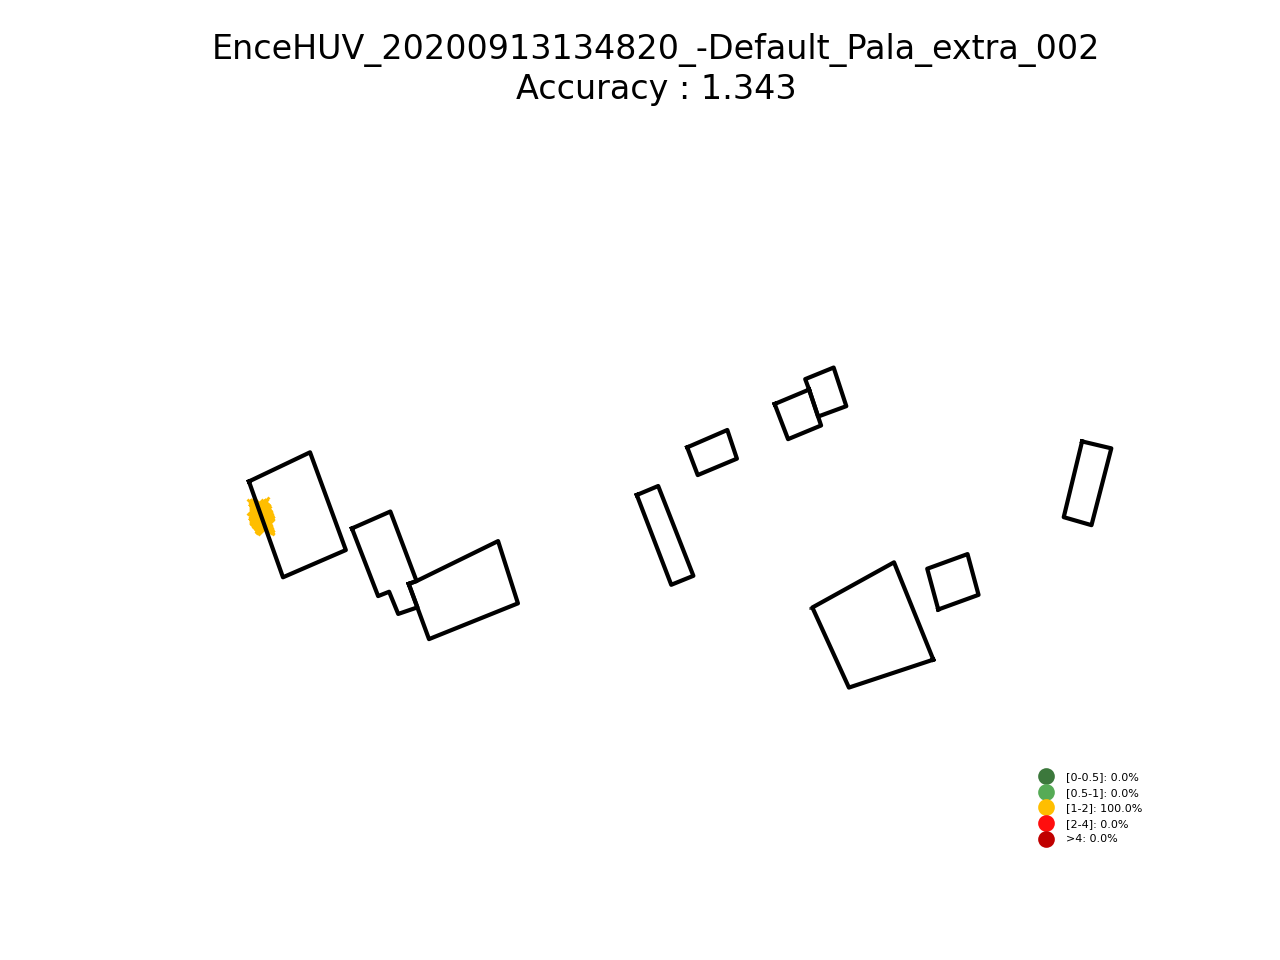 EnceHUV_20200913134820_-Default_Pala_extra_002
Accuracy : 1.343
[0-0.5]: 0.0%
[0.5-1]: 0.0%
[1-2]: 100.0%
[2-4]: 0.0%
>4: 0.0%